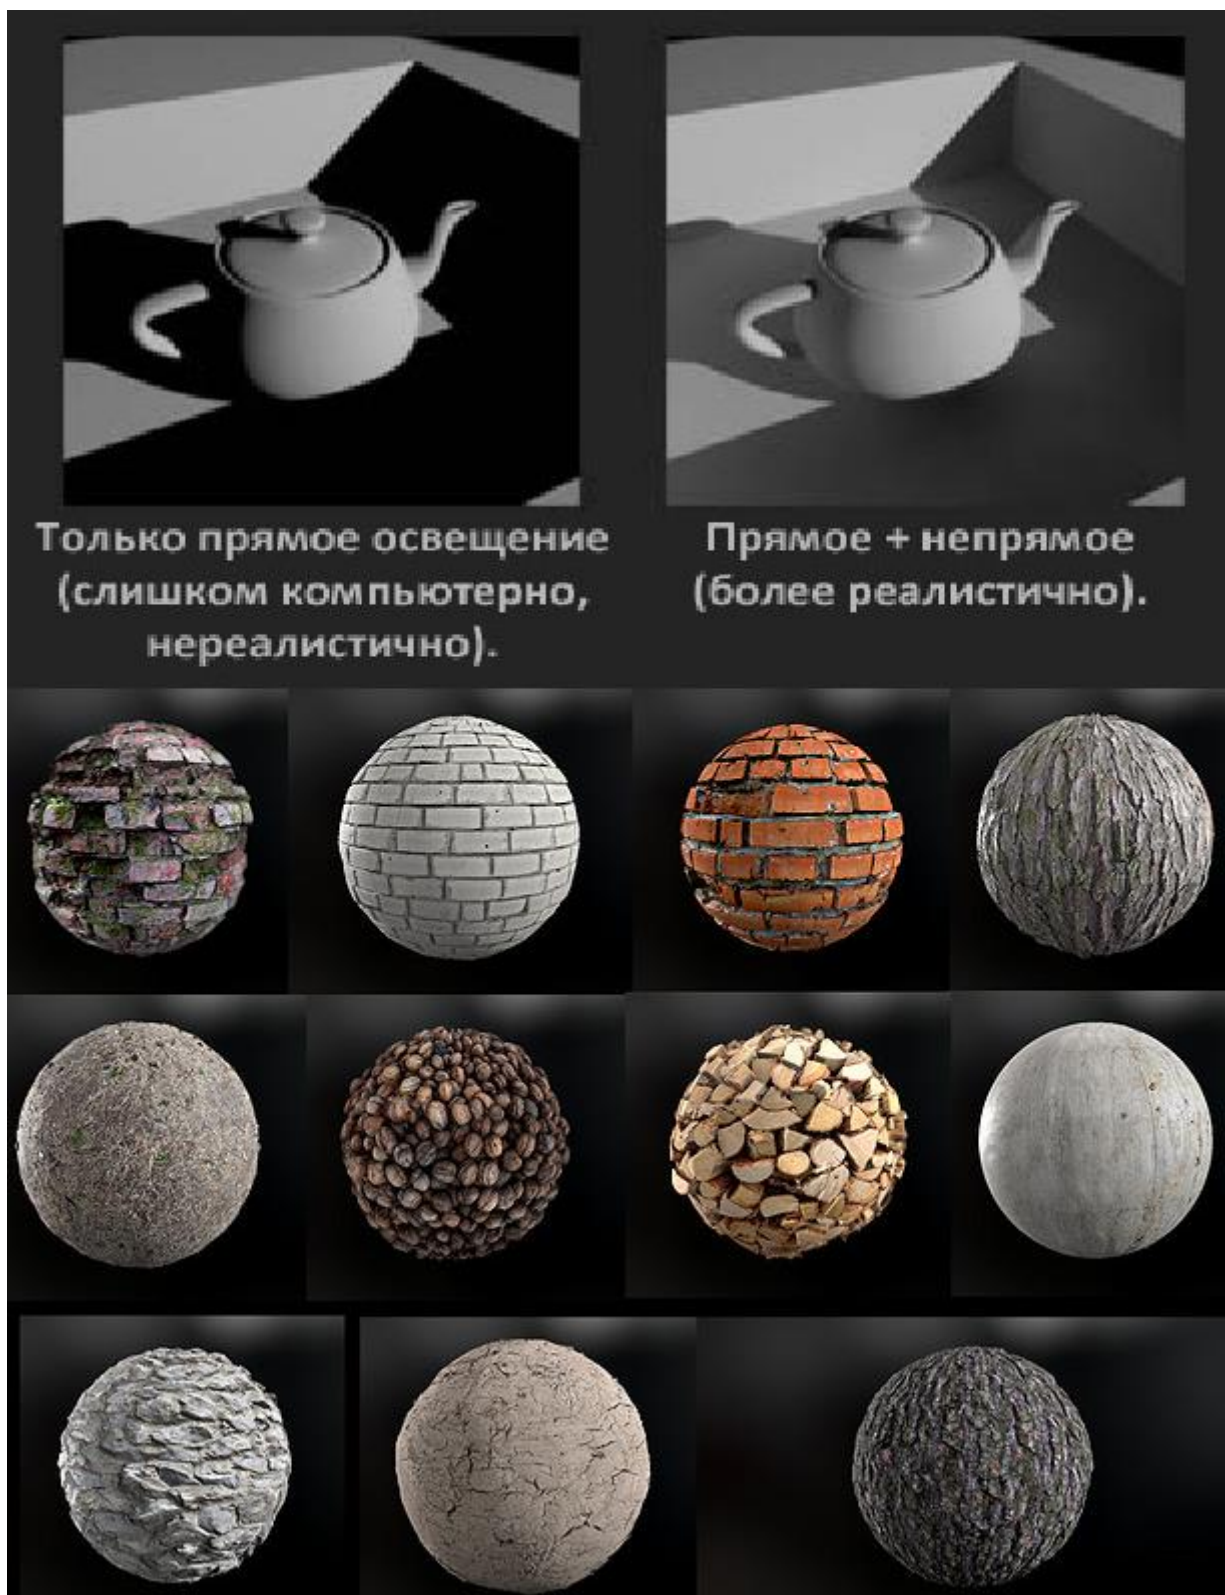 Только прямое освещение
(слишком компьютерно,
нереалистично).
Прямое + непрямое
(более реалистично).